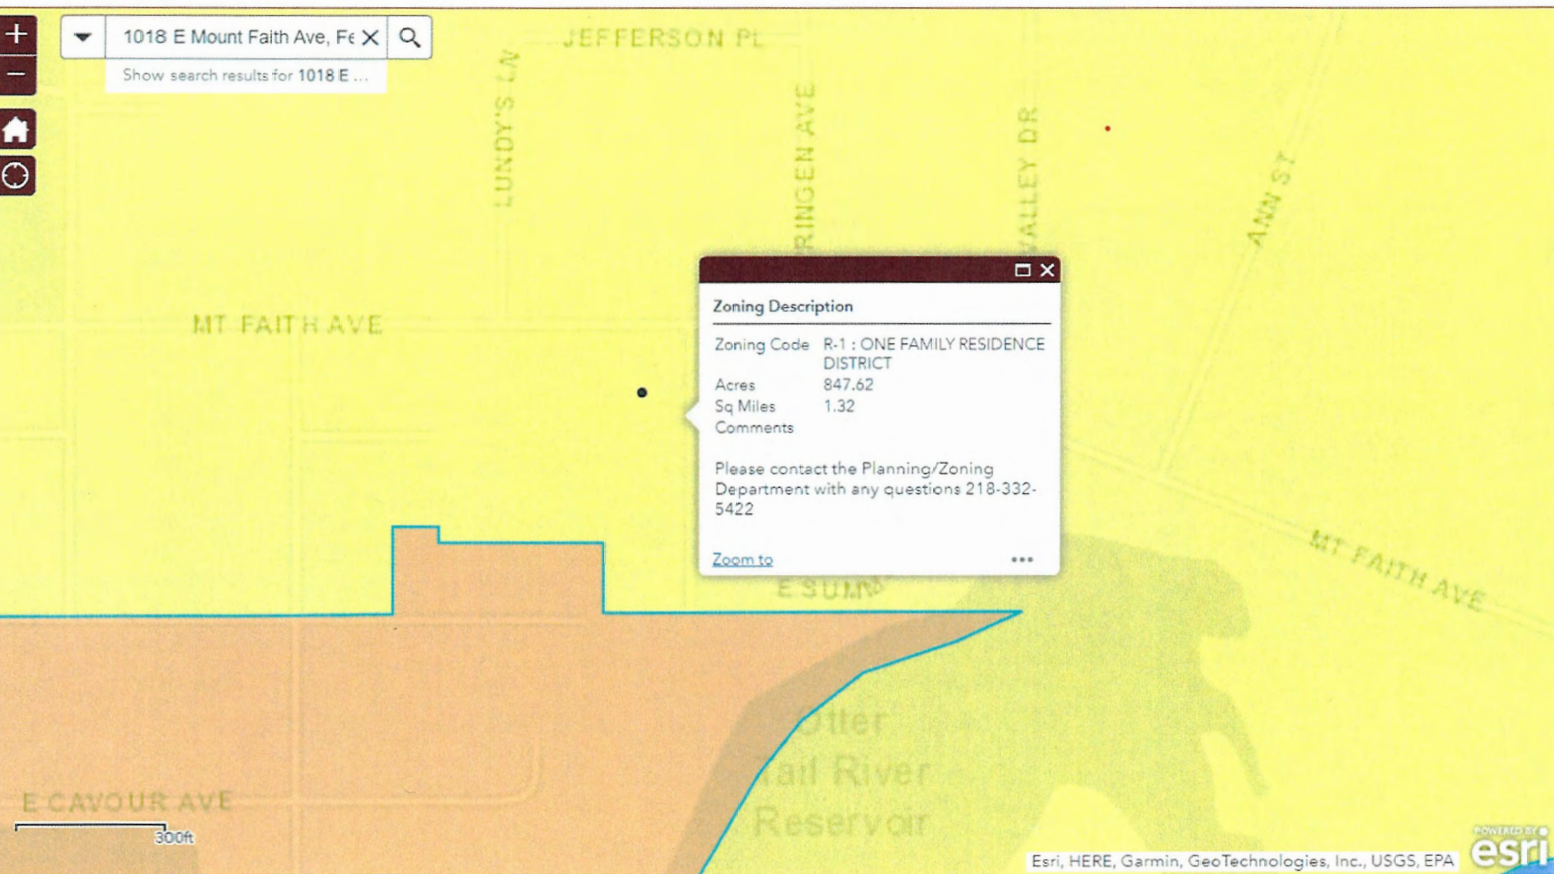 1018 E Mount Faith Ave, Fe
Show search results for 1018 E ...
JEFFERSON PL
LUNDY'S LN
RINGEN AVE
VALLEY DR
ANN ST
MT FAITH AVE
Zoning Description
Zoning Code R-1 : ONE FAMILY RESIDENCE
DISTRICT
Acres 847.62
Sq Miles 1.32
Comments
Please contact the Planning/Zoning
Department with any questions 218-332-
5422
Zoom to
MT FAITH AVE
E SUMM
Otter
Tail River
Reservoir
E CAVOUR AVE
300ft
Esri, HERE, Garmin, GeoTechnologies, Inc., USGS, EPA
POWERED BY
esri